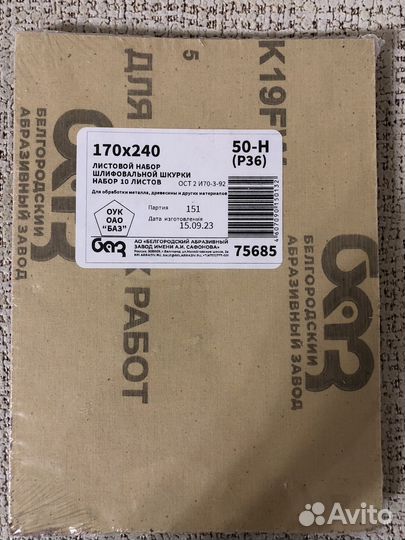 К19FW
5
ДЛЯ
РАБОТ
БЕЛГОРОДСКИЙ
АБРАЗИВНЫЙ ЗАВОД
БАЗ
170x240
50-Н
(Р36)
ЛИСТОВОЙ НАБОР
ШЛИФОВАЛЬНОЙ ШКУРКИ
НАБОР 10 ЛИСТОВ
ОСТ 2 И70-3-92
Для обработки металла, древесины и других материалов
ОУК
ОАО
"БАЗ"
Партия 151
Дата изготовления
15.09.23
БАЗ
АО «БЕЛГОРОДСКИЙ АБРАЗИВНЫЙ
ЗАВОД ИМЕНИ А.И. САФОНОВА»
75685
БАЗ
БЕЛГОРОДСКИЙ
АБРАЗИВНЫЙ ЗАВОД
Avito